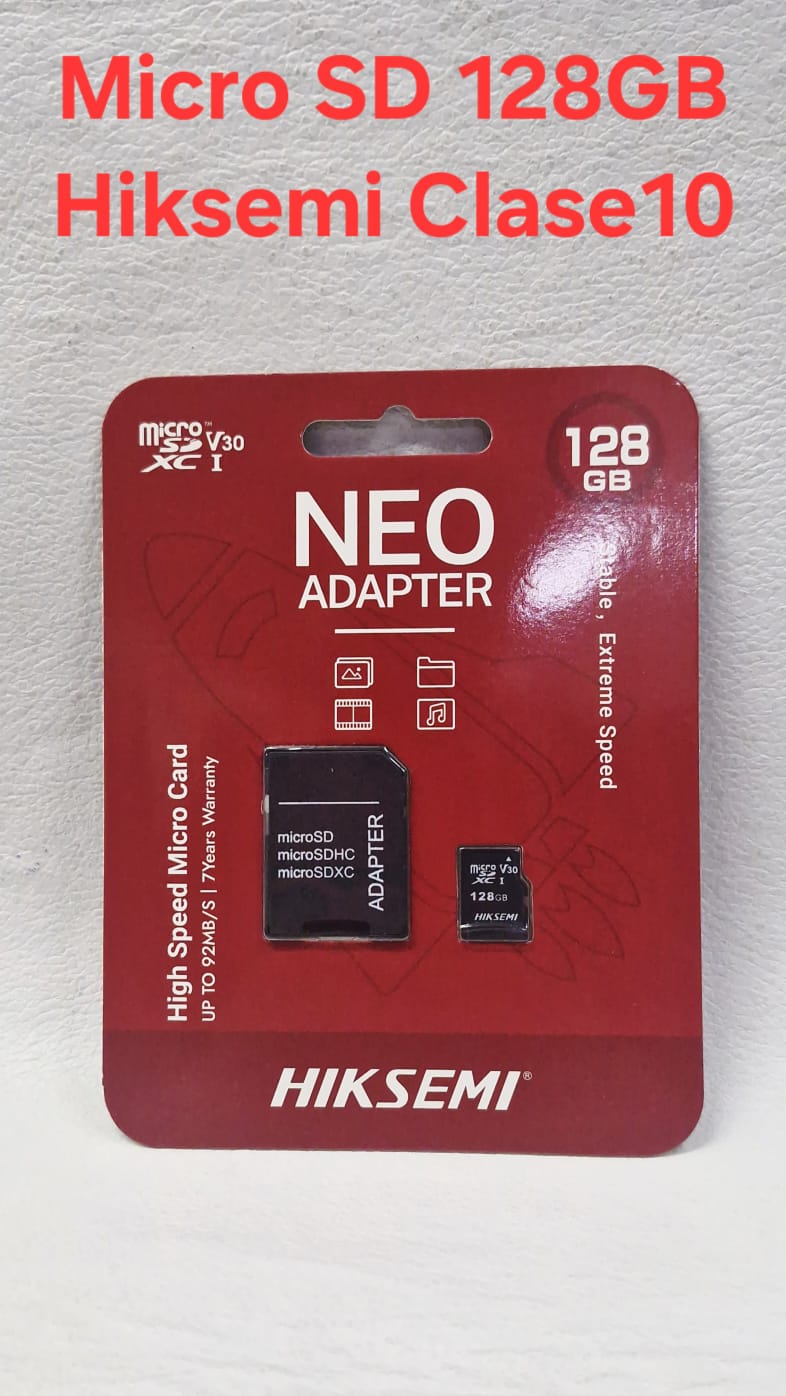 Micro SD 128GB
Hiksemi Clase10
micro
SD
XC
V30
I
128
GB
NEO
ADAPTER
Stable, Extreme Speed
High Speed Micro Card
UP TO 92MB/S | 7Years Warranty
microSD
microSDHC
microSDXC
ADAPTER
micro
SD
XC
V30
I
128GB
HIKSEMI
HIKSEMI®